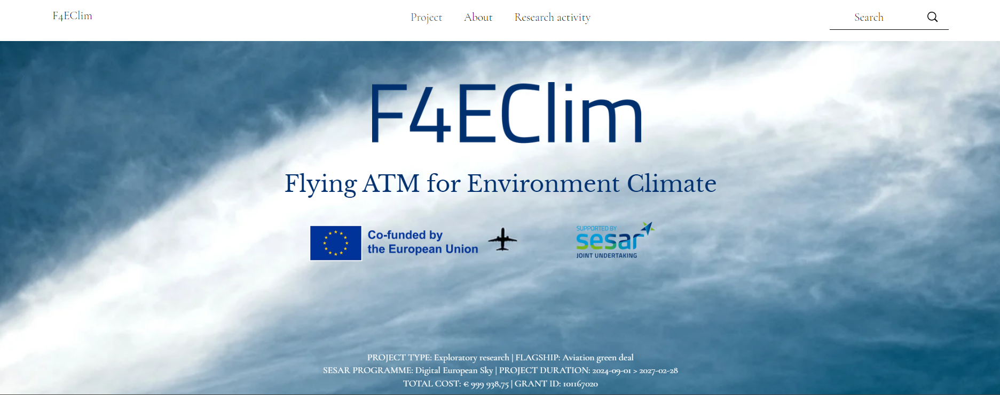 F4EClim
Project About Research activity
Search
F4EClim
Flying ATM for Environment Climate
Co-funded by
the European Union
SUPPORTED BY
sesar
JOINT UNDERTAKING
PROJECT TYPE: Exploratory research | FLAGSHIP: Aviation green deal
SESAR PROGRAMME: Digital European Sky | PROJECT DURATION: 2024-09-01 > 2027-02-28
TOTAL COST: € 999 938,75 | GRANT ID: 101167020